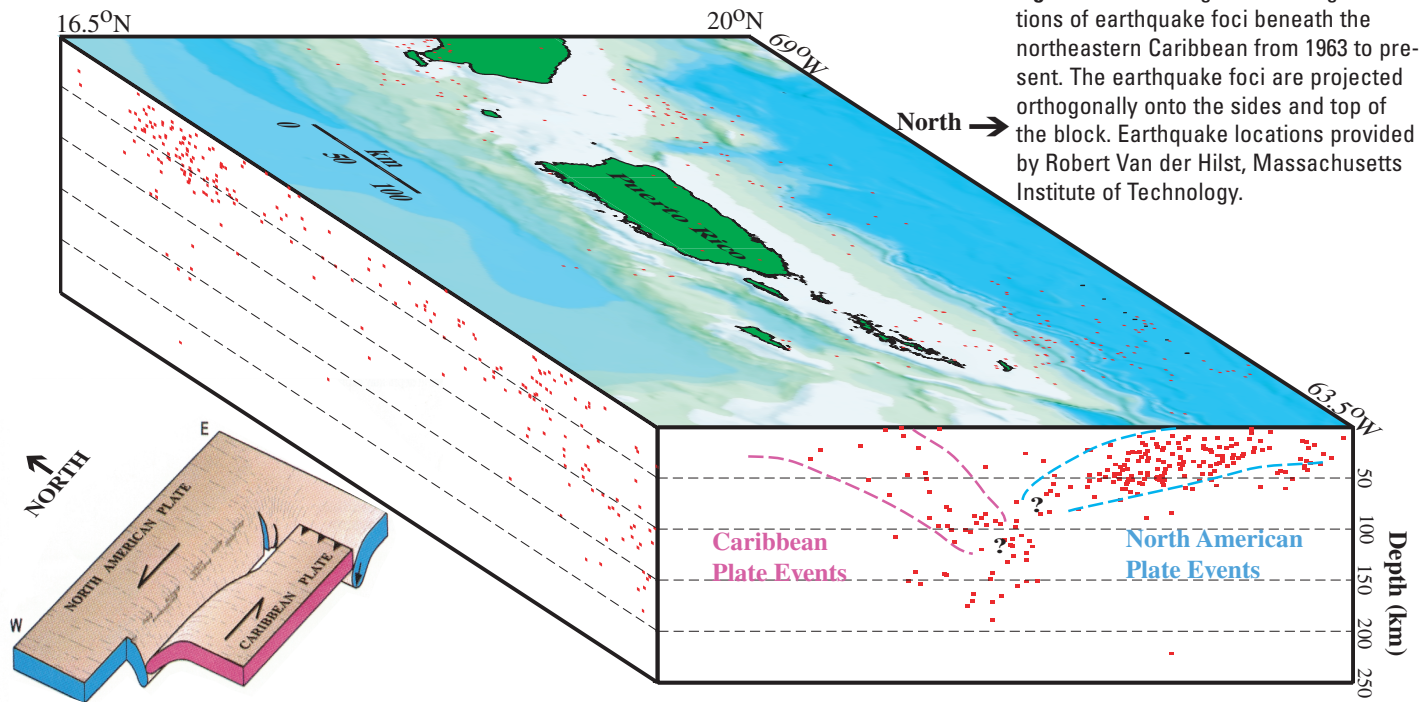 16.5ºN
20ºN
69ºW
tions of earthquake foci beneath the
northeastern Caribbean from 1963 to pre-
sent. The earthquake foci are projected
orthogonally onto the sides and top of
the block. Earthquake locations provided
by Robert Van der Hilst, Massachusetts
Institute of Technology.
North
0 50 100
km
Puerto Rico
63.5ºW
E
NORTH
NORTH AMERICAN PLATE
CARIBBEAN PLATE
W
?
?
Caribbean
Plate Events
North American
Plate Events
50
100
150
200
250
Depth (km)